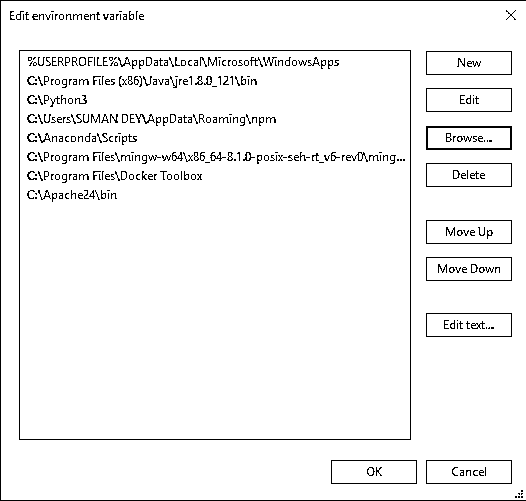 Edit environment variable
%USERPROFILE%\AppData\Local\Microsoft\WindowsApps
C:\Program Files (x86)\Java\jre1.8.0_121\bin
C:\Python3
C:\Users\SUMAN DEY\AppData\Roaming\npm
C:\Anaconda\Scripts
C:\Program Files\mingw-w64\x86_64-8.1.0-posix-seh-rt_v6-rev0\ming...
C:\Program Files\Docker Toolbox
C:\Apache24\bin
New
Edit
Browse...
Delete
Move Up
Move Down
Edit text...
OK
Cancel